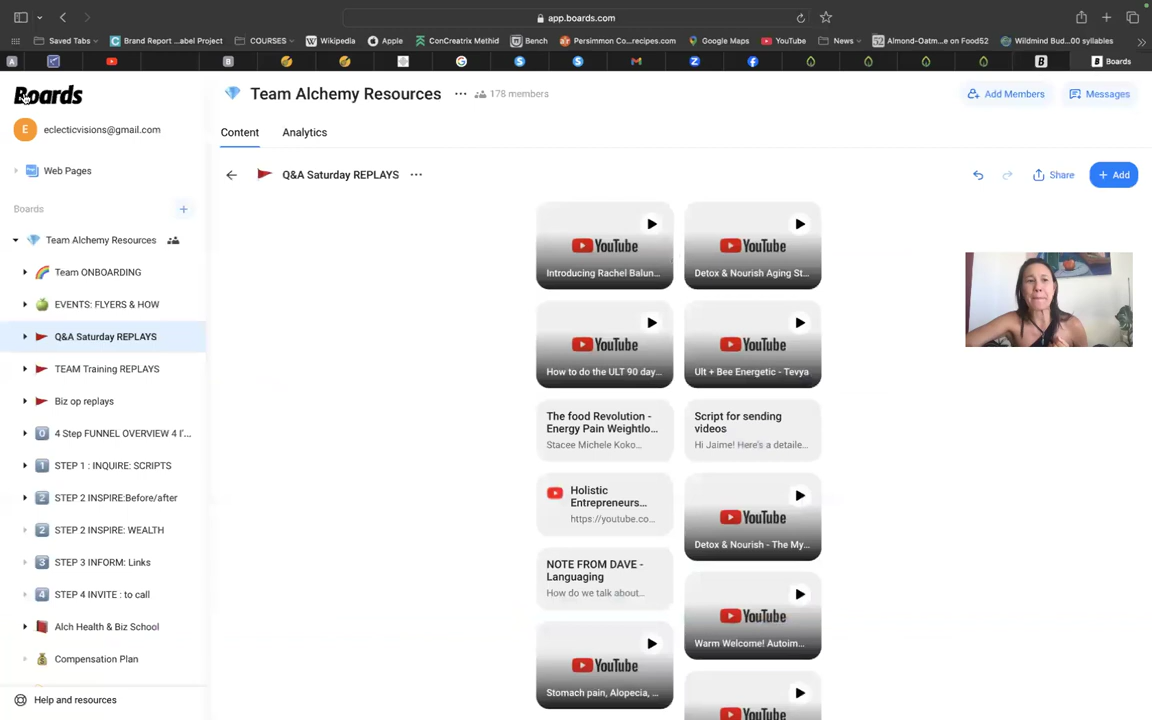 app.boards.com
Saved Tabs
Brand Report ...abel Project
COURSES
Wikipedia
Apple
ConCreatrix Methid
Bench
Persimmon Co...recipes.com
Google Maps
YouTube
News
Almond-Oatm...e on Food52
Wildmind Bud...00 syllables
Boards
Boards
eclecticvisions@gmail.com
Web Pages
Boards
Team Alchemy Resources
Team ONBOARDING
EVENTS: FLYERS & HOW
Q&A Saturday REPLAYS
TEAM Training REPLAYS
Biz op replays
4 Step FUNNEL OVERVIEW 4 I'...
STEP 1 : INQUIRE: SCRIPTS
STEP 2 INSPIRE:Before/after
STEP 2 INSPIRE: WEALTH
STEP 3 INFORM: Links
STEP 4 INVITE : to call
Alch Health & Biz School
Compensation Plan
Help and resources
Team Alchemy Resources
178 members
Add Members
Messages
Content
Analytics
Q&A Saturday REPLAYS
Share
Add
YouTube
Introducing Rachel Balun...
YouTube
Detox & Nourish Aging St...
YouTube
How to do the ULT 90 day...
YouTube
Ult + Bee Energetic - Tevya
The food Revolution -
Energy Pain Weightlo...
Stacee Michele Koko...
Script for sending
videos
Hi Jaime! Here's a detaile...
Holistic
Entrepreneurs...
https://youtube.co...
YouTube
Detox & Nourish - The My...
NOTE FROM DAVE -
Languaging
How do we talk about...
YouTube
Warm Welcome! Autoim...
YouTube
Stomach pain, Alopecia, ...
YouTube